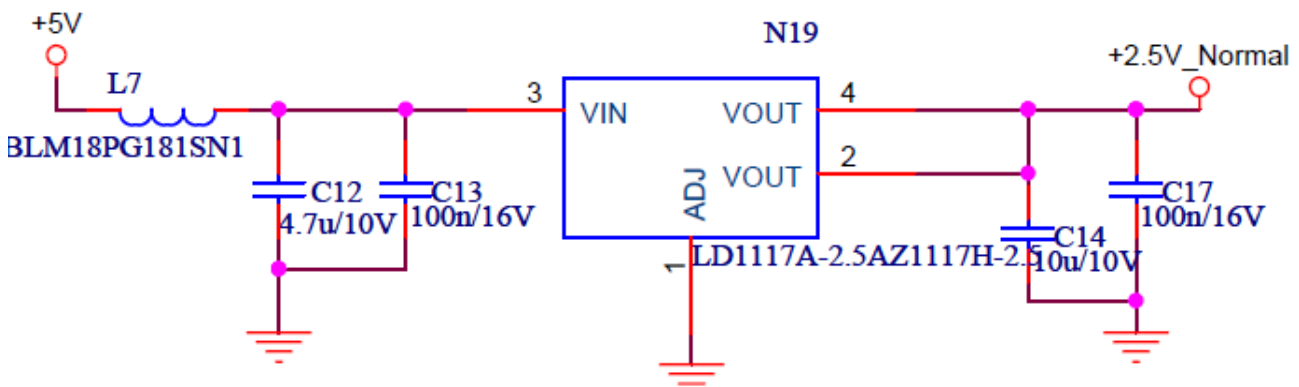 +5V
L7
BLM18PG181SN1
C12
4.7u/10V
C13
100n/16V
N19
3
VIN
VOUT
4
VOUT
2
ADJ
1
LD1117A-2.5AZ1117H-2.5
+2.5V_Normal
C14
10u/10V
C17
100n/16V